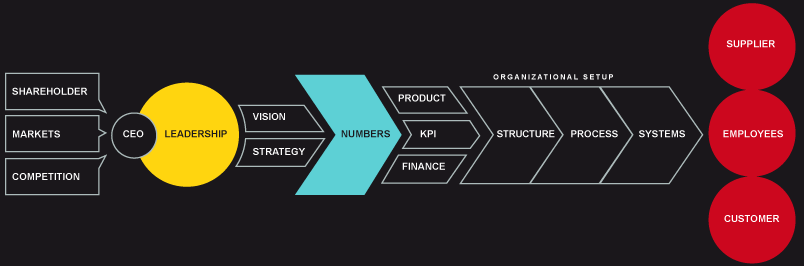 SHAREHOLDER
MARKETS
COMPETITION
CEO
LEADERSHIP
VISION
STRATEGY
NUMBERS
PRODUCT
KPI
FINANCE
ORGANIZATIONAL SETUP
STRUCTURE
PROCESS
SYSTEMS
SUPPLIER
EMPLOYEES
CUSTOMER